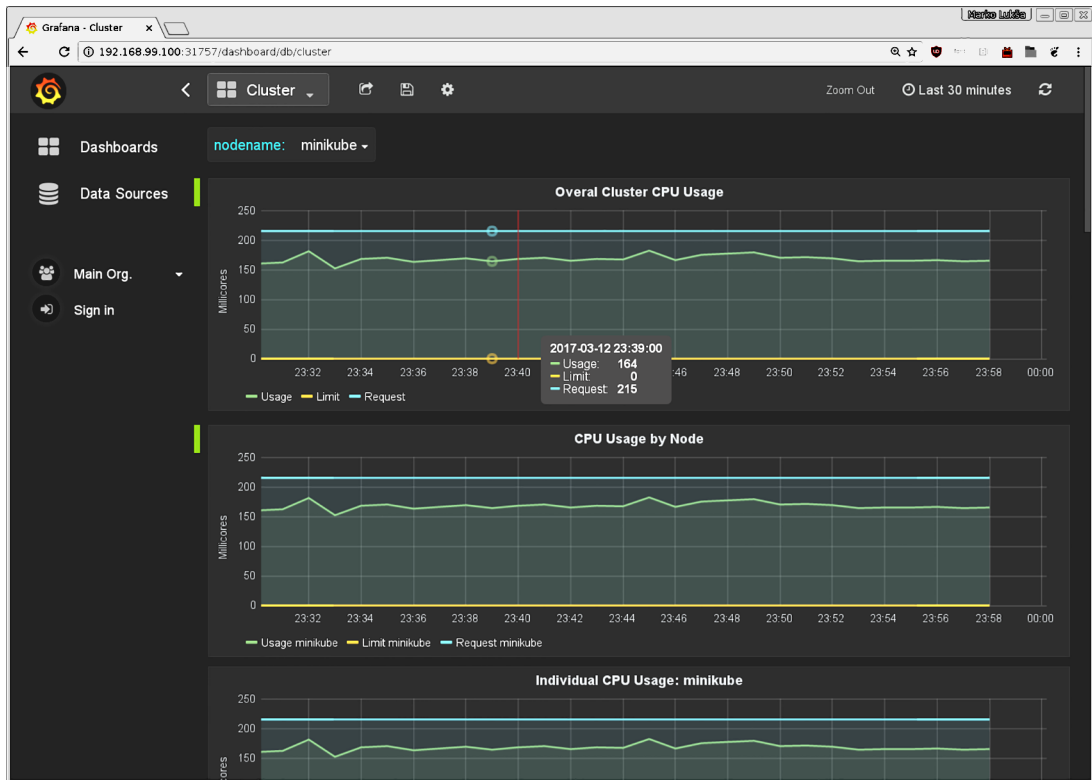 Marko Lukša
Grafana - Cluster
192.168.99.100:31757/dashboard/db/cluster
Cluster
Zoom Out
Last 30 minutes
Dashboards
Data Sources
Main Org.
Sign in
nodename: minikube
Overal Cluster CPU Usage
Millicores
250
200
150
100
50
0
23:32 23:34 23:36 23:38 23:40 :46 23:48 23:50 23:52 23:54 23:56 23:58 00:00
2017-03-12 23:39:00
Usage: 164
Limit: 0
Request: 215
Usage Limit Request
CPU Usage by Node
Millicores
250
200
150
100
50
0
23:32 23:34 23:36 23:38 23:40 23:42 23:44 23:46 23:48 23:50 23:52 23:54 23:56 23:58 00:00
Usage minikube Limit minikube Request minikube
Individual CPU Usage: minikube
250
200
150